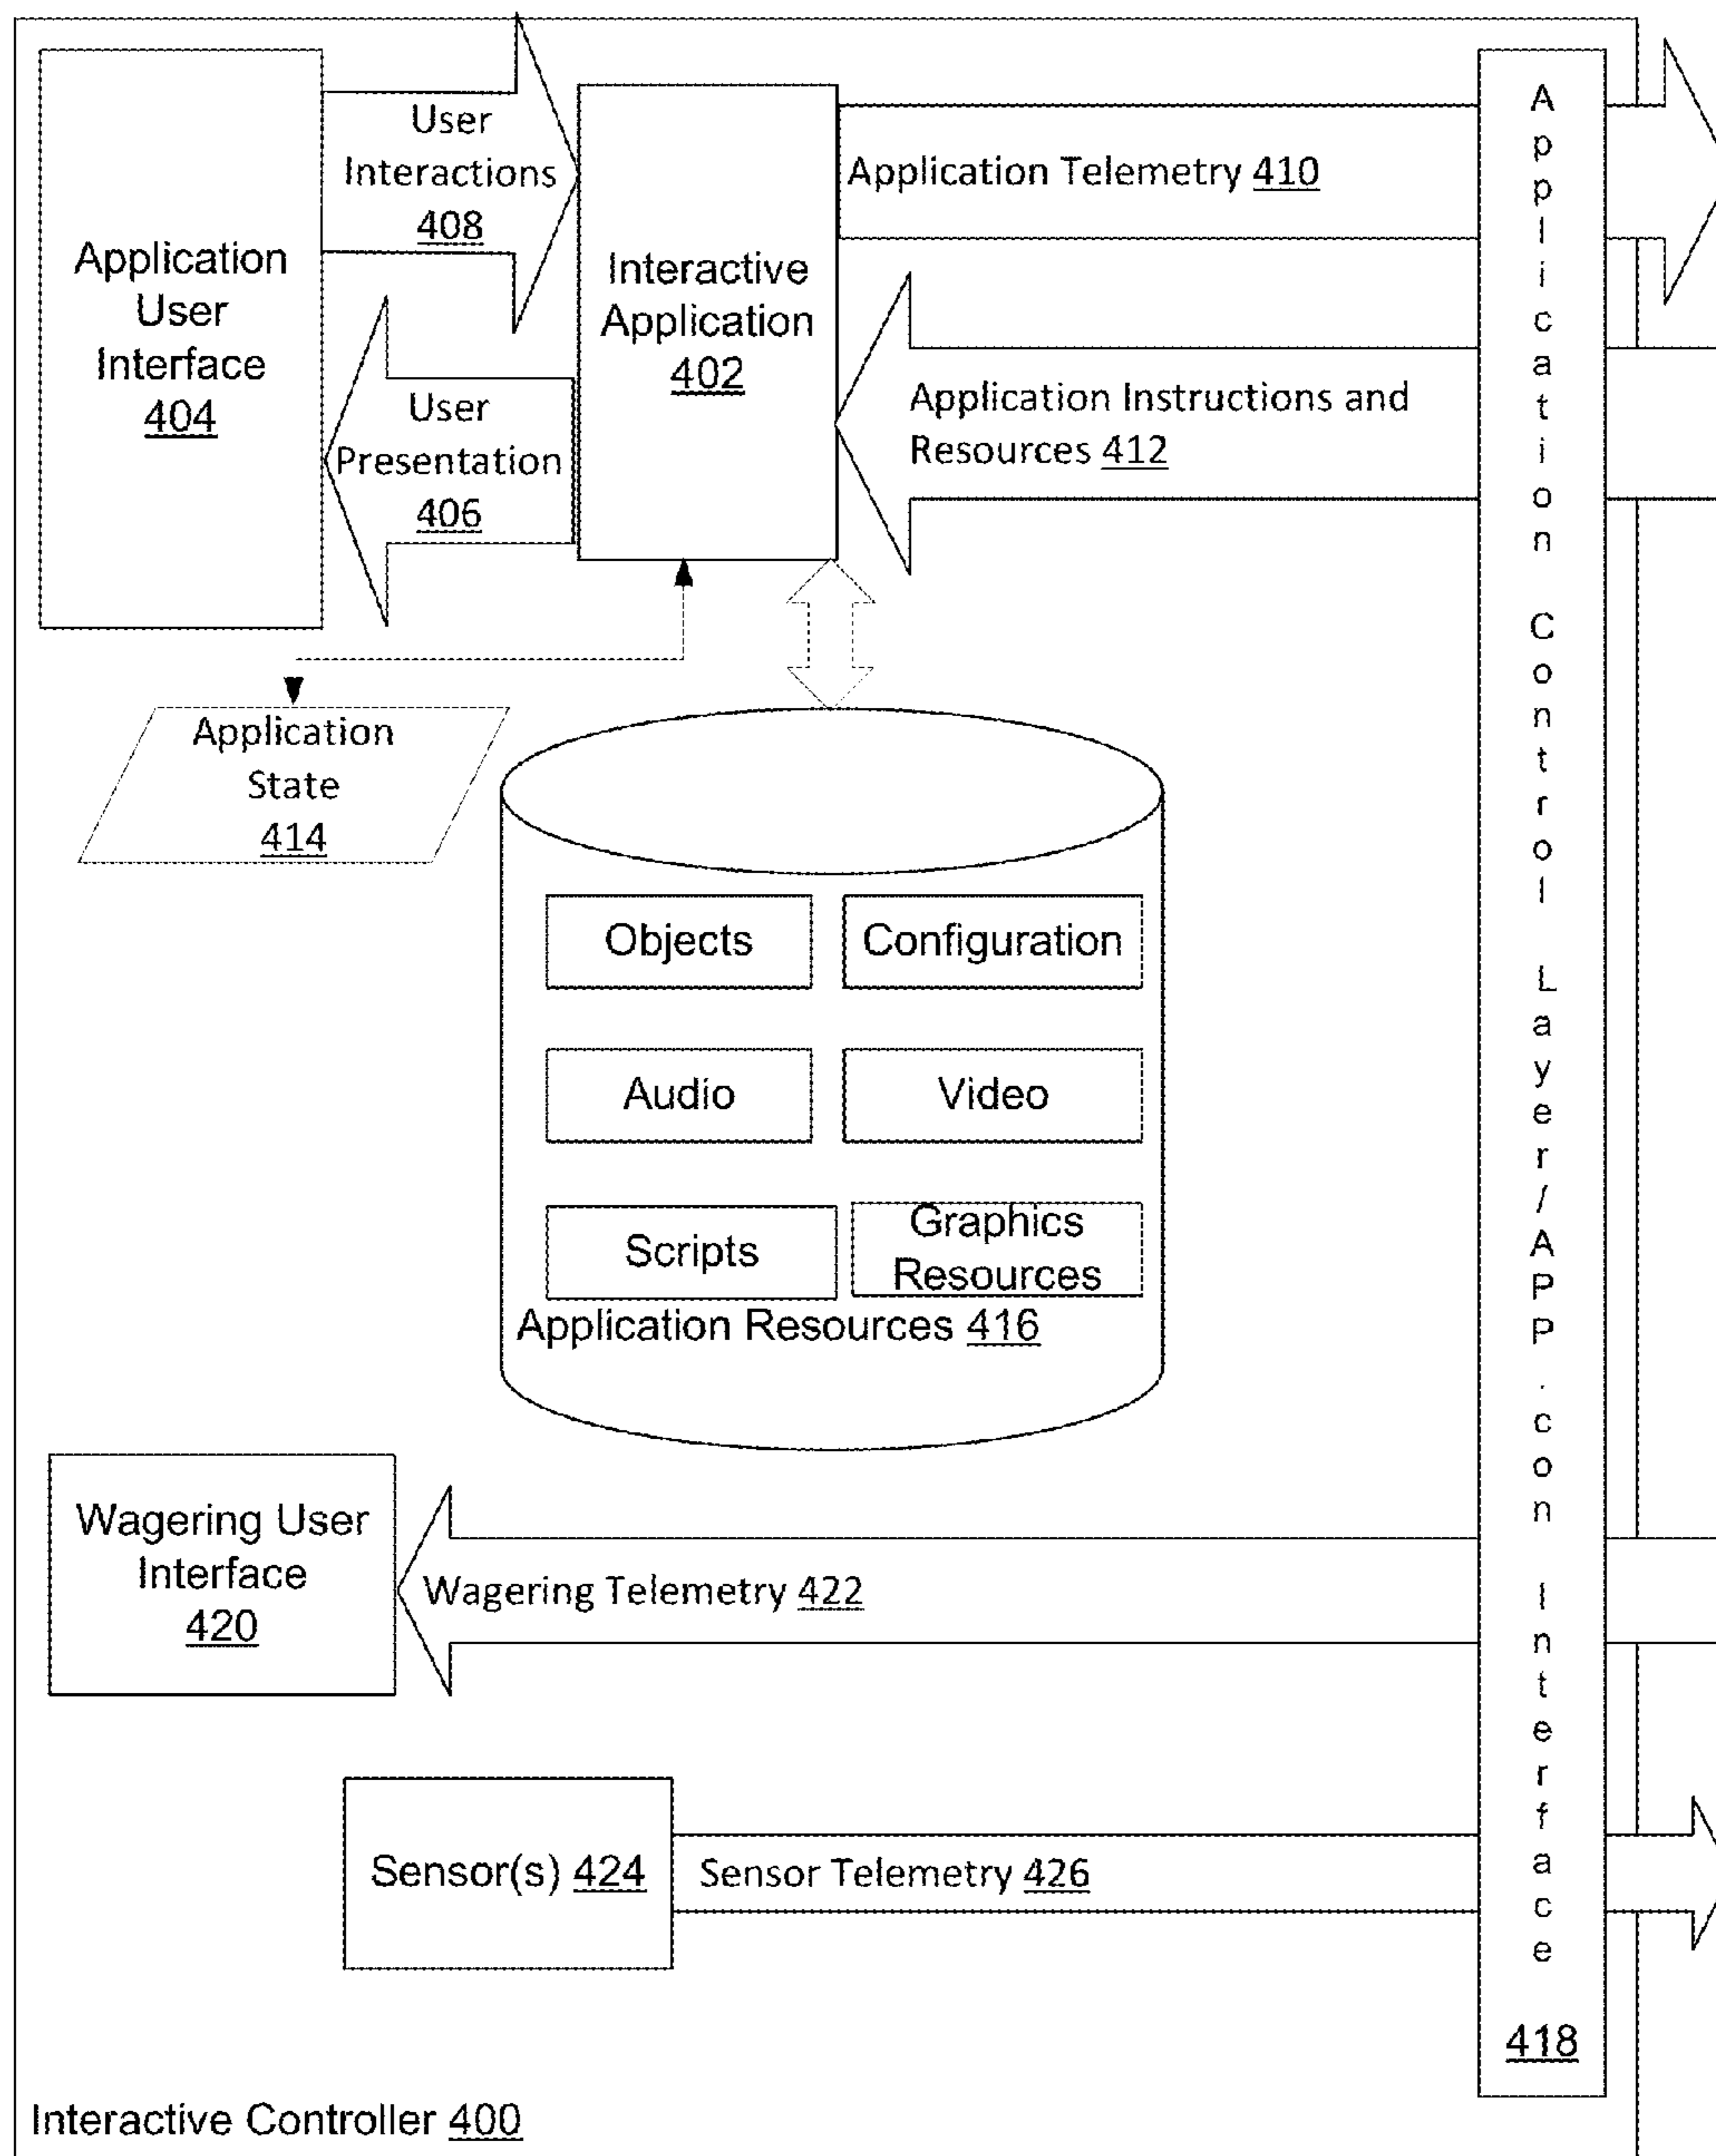 User
Interactions
408
Application
User
Interface
404
Interactive
Application
402
Application Telemetry 410
User
Presentation
406
Application Instructions and
Resources 412
Application
State
414
Objects
Configuration
Audio
Video
Scripts
Graphics
Resources
Application Resources 416
Wagering User
Interface
420
Wagering Telemetry 422
Sensor(s) 424
Sensor Telemetry 426
Application Control Layer/APP.con Interface
418
Interactive Controller 400